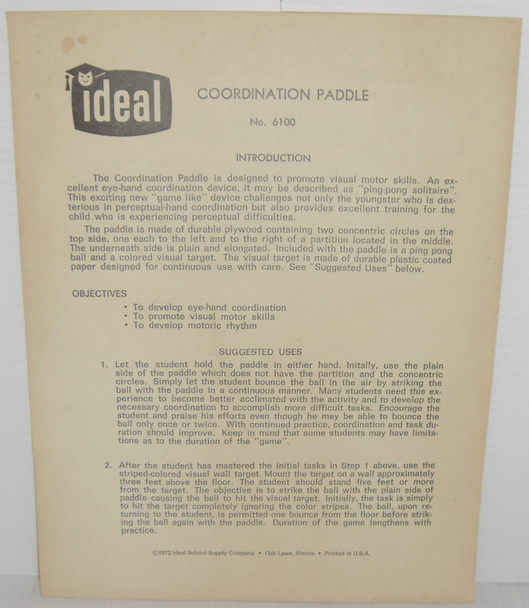 ideal
COORDINATION PADDLE
No. 6100
INTRODUCTION
The Coordination Paddle is designed to promote visual motor skills. An ex-
cellent eye-hand coordination device, it may be described as "ping-pong solitaire".
This exciting new "game like" device challenges not only the youngster who is dex-
terious in perceptual-hand coordination but also provides excellent training for the
child who is experiencing perceptual difficulties.
The paddle is made of durable plywood containing two concentric circles on the
top side, one each to the left and to the right of a partition located in the middle.
The underneath side is plain and elongated. Included with the paddle is a ping pong
ball and a colored visual target. The visual target is made of durable plastic coated
paper designed for continuous use with care. See "Suggested Uses" below.
OBJECTIVES
• To develop eye-hand coordination
• To promote visual motor skills
• To develop motoric rhythm
SUGGESTED USES
1. Let the student hold the paddle in either hand. Initally, use the plain
side of the paddle which does not have the partition and the concentric
circles. Simply let the student bounce the ball in the air by striking the
ball with the paddle in a continuous manner. Many students need this ex-
perience to become better acclimated with the activity and to develop the
necessary coordination to accomplish more difficult tasks. Encourage the
student and praise his efforts even though he may be able to bounce the
ball only once or twice. With continued practice, coordination and task du-
ration should improve. Keep in mind that some students may have limita-
tions as to the duration of the "game".
2. After the student has mastered the initial tasks in Step 1 above, use the
striped-colored visual wall target. Mount the target on a wall approximately
three feet above the floor. The student should stand five feet or more
from the target. The objective is to strike the ball with the plain side of
paddle causing the ball to hit the visual target. Initially, the task is simply
to hit the target completely ignoring the color stripes. The ball, upon re-
turning to the student, is permitted one bounce from the floor before strik-
ing the ball again with the paddle. Duration of the game lengthens with
practice.
©1972 Ideal School Supply Company • Oak Lawn, Illinois • Printed in U.S.A.